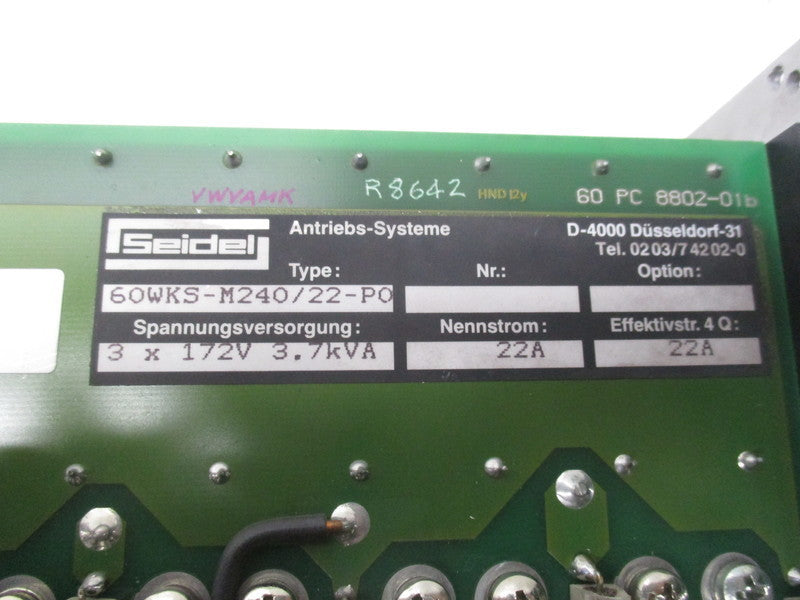 VWVAMK R8642 HND 12y 60 PC 8802-01b
Seidel Antriebs-Systeme D-4000 Düsseldorf-31
Tel. 0203/74202-0
Type: Nr.: Option:
60WKS-M240/22-PO
Spannungsversorgung: Nennstrom: Effektivstr. 4 Q:
3 x 172V 3.7kVA 22A 22A